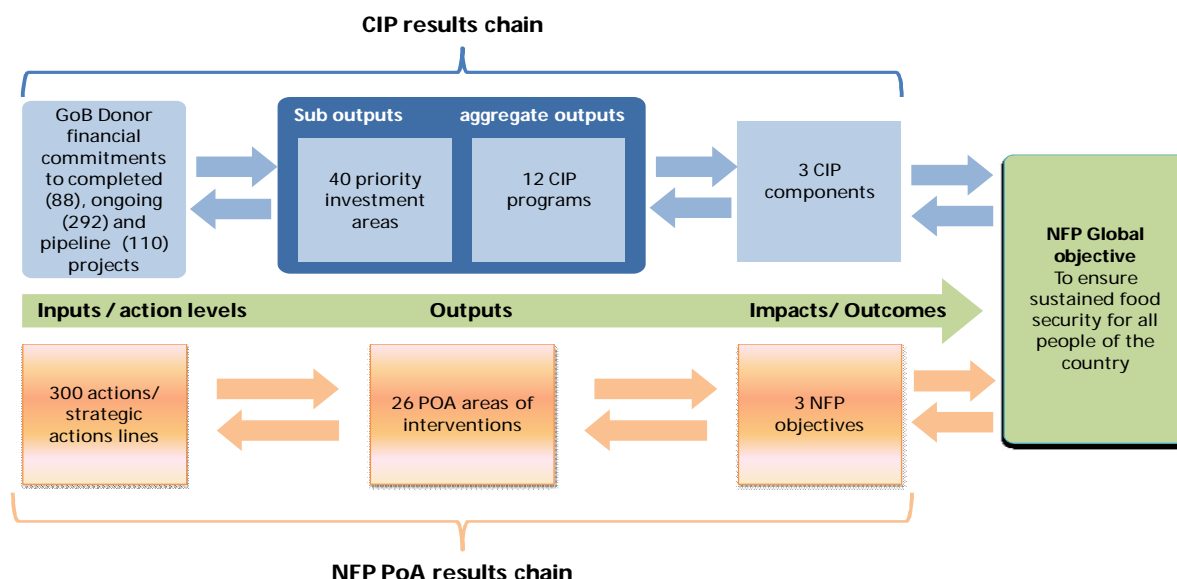 CIP results chain
GoB Donor
financial
commitments
to completed
(88), ongoing
(292) and
pipeline (110)
projects
Sub outputs
aggregate outputs
40 priority
investment
areas
12 CIP
programs
3 CIP
components
NFP Global
objective
To ensure
sustained food
security for all
people of the
country
Inputs / action levels
Outputs
Impacts/ Outcomes
300 actions/
strategic
actions lines
26 POA areas of
interventions
3 NFP
objectives
NFP PoA results chain